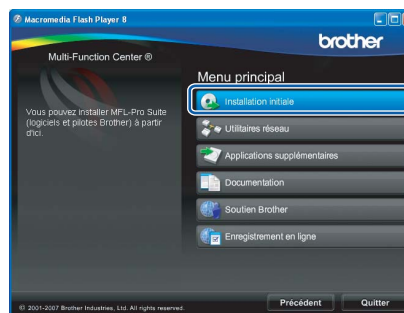 Macromedia Flash Player 8
brother
Multi-Function Center ®
Menu principal
Vous pouvez installer MFL-Pro Suite
(logiciels et pilotes Brother) à partir
d'ici.
Installation initiale
Utilitaires réseau
Applications supplémentaires
Documentation
Soutien Brother
Enregistrement en ligne
© 2001-2007 Brother Industries, Ltd. All rights reserved.
Précédent
Quitter